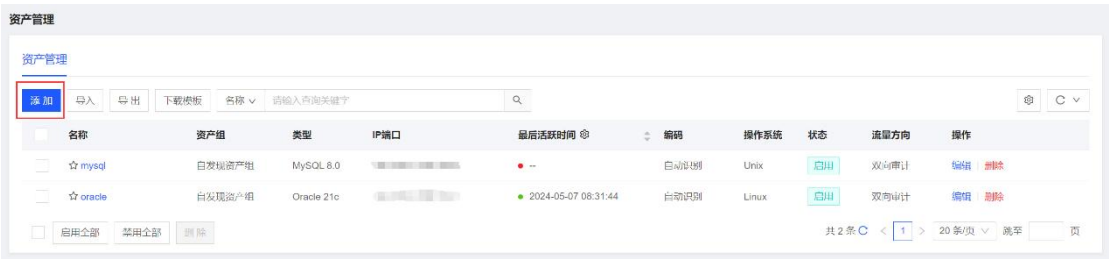 资产管理
资产管理
添加 导入 导出 下载模板 名称 请输入查询关键字
名称 资产组 类型 IP端口 最后活跃时间 编码 操作系统 状态 流量方向 操作
mysql 自发现资产组 MySQL 8.0 -- 自动识别 Unix 启用 双向审计 编辑 删除
oracle 自发现资产组 Oracle 21c 2024-05-07 08:31:44 自动识别 Linux 启用 双向审计 编辑 删除
启用全部 禁用全部 删除 共2条 < 1 > 20 条/页 跳至 页